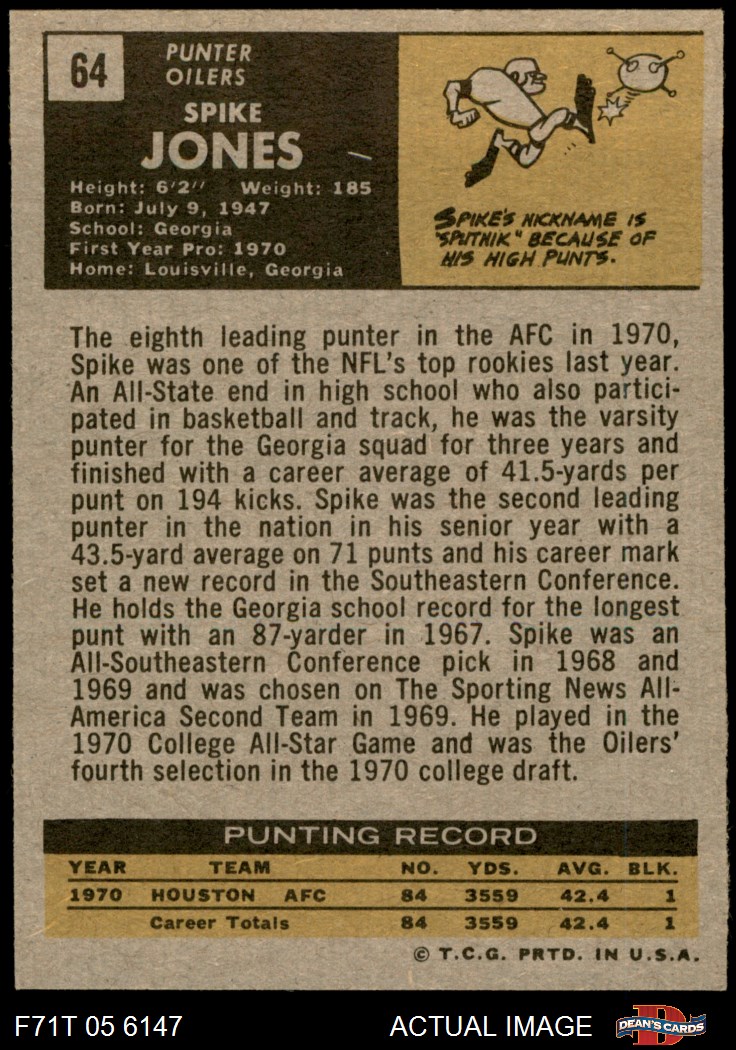 64
PUNTER
OILERS
SPIKE
JONES
Height: 6'2" Weight: 185
Born: July 9, 1947
School: Georgia
First Year Pro: 1970
Home: Louisville, Georgia
SPIKE'S NICKNAME IS
"SPUTNIK" BECAUSE OF
HIS HIGH PUNTS.
The eighth leading punter in the AFC in 1970,
Spike was one of the NFL's top rookies last year.
An All-State end in high school who also partici-
pated in basketball and track, he was the varsity
punter for the Georgia squad for three years and
finished with a career average of 41.5-yards per
punt on 194 kicks. Spike was the second leading
punter in the nation in his senior year with a
43.5-yard average on 71 punts and his career mark
set a new record in the Southeastern Conference.
He holds the Georgia school record for the longest
punt with an 87-yarder in 1967. Spike was an
All-Southeastern Conference pick in 1968 and
1969 and was chosen on The Sporting News All-
America Second Team in 1969. He played in the
1970 College All-Star Game and was the Oilers'
fourth selection in the 1970 college draft.
PUNTING RECORD
YEAR TEAM NO. YDS. AVG. BLK.
1970 HOUSTON AFC 84 3559 42.4 1
Career Totals 84 3559 42.4 1
© T.C.G. PRTD. IN U.S.A.
F71T 05 6147 ACTUAL IMAGE
D
DEAN'S CARDS